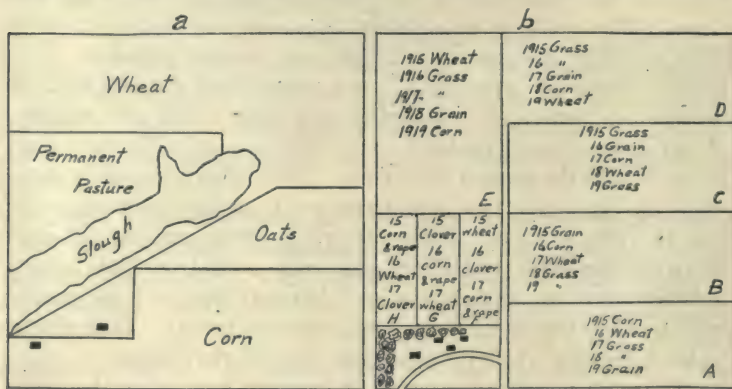 a
Wheat
Permanent
Pasture
Slough
Oats
Corn
b
1915 Wheat
1916 Grass
1917- "
1918 Grain
1919 Corn
E
1915 Grass
16 "
17 Grain
18 Corn
19 Wheat
D
1915 Grass
16 Grain
17 Corn
18 Wheat
19 Grass
C
15
Corn
& rape
16
Wheat
17
Clover
H
15
Clover
16
corn
& rape
17
wheat
G
15
wheat
16
clover
17
corn
& rape
F
1915 Grain
16 Corn
17 Wheat
18 Grass
19 "
B
1915 Corn
16 Wheat
17 Grass
18 "
19 Grain
A